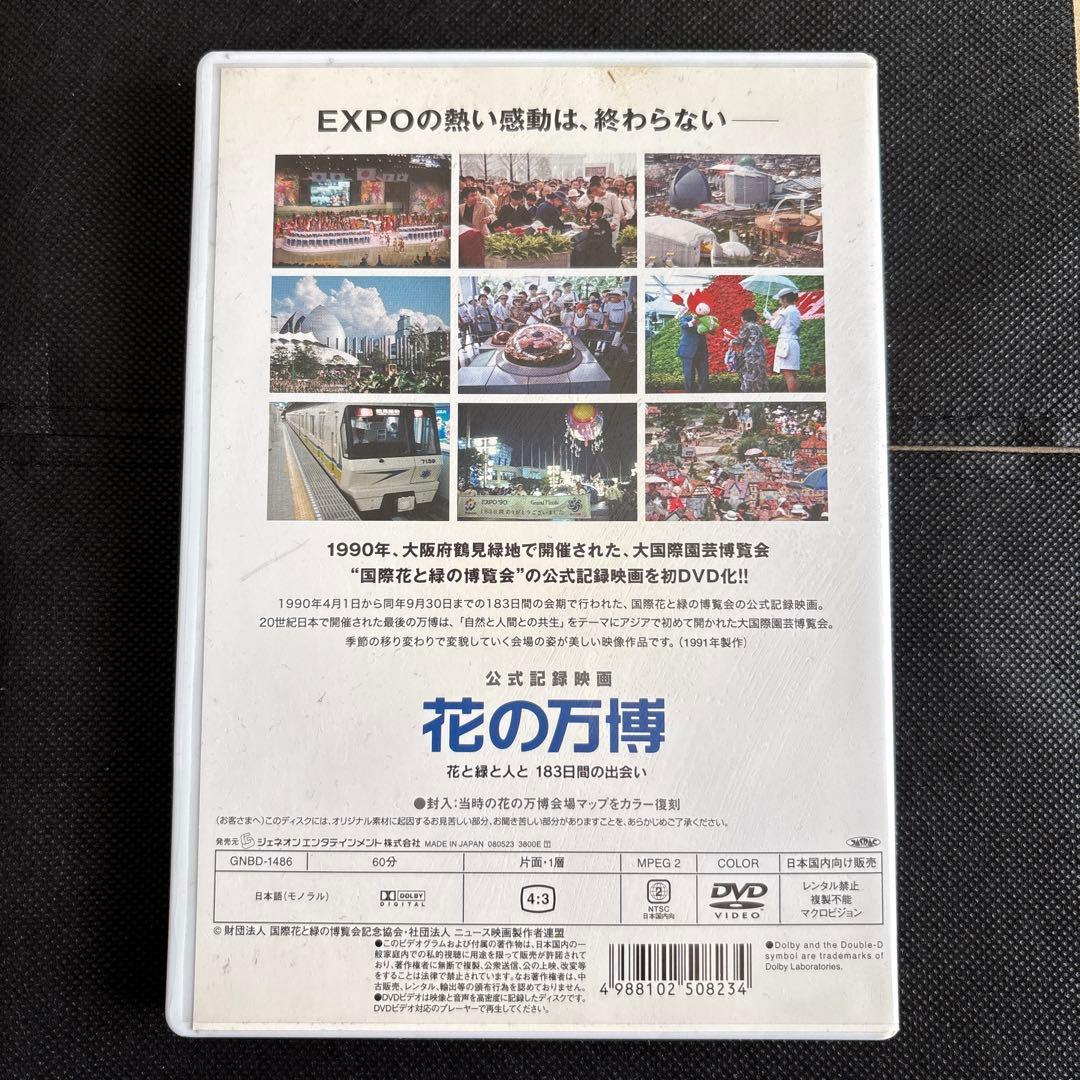 EXPOの熱い感動は、終わらない――
7159
EXPO'90 Grand Finale
183日間ありがとうございました
1990年、大阪府鶴見緑地で開催された、大国際園芸博覧会
“国際花と緑の博覧会”の公式記録映画を初DVD化!!
1990年4月1日から同年9月30日までの183日間の会期で行われた、国際花と緑の博覧会の公式記録映画。
20世紀日本で開催された最後の万博は、「自然と人間との共生」をテーマにアジアで初めて開かれた大国際園芸博覧会。
季節の移り変わりで変貌していく会場の姿が美しい映像作品です。(1991年製作)
公式記録映画
花の万博
花と緑と人と 183日間の出会い
●封入:当時の花の万博会場マップをカラー復刻
(お客さまへ)このディスクには、オリジナル素材に起因するお見苦しい部分、お聞き苦しい部分がありますことを、あらかじめご了承ください。
発売元 ジェネオン エンタテインメント株式会社 MADE IN JAPAN 080523 3800E
GNBD-1486 60分 片面・1層 MPEG 2 COLOR 日本国内向け販売
日本語(モノラル) DOLBY DIGITAL 4:3 2 NTSC 日本国内向 DVD VIDEO レンタル禁止 複製不能 マクロビジョン
© 財団法人 国際花と緑の博覧会記念協会・社団法人 ニュース映画製作者連盟
●このビデオグラムおよび付属の著作物は、日本国内の一
般家庭内での私的視聴に用途を限って販売が許諾されて
おり、著作権者に無断で複製、公衆送信、公の上映、改変等
をすることは法律で禁止されています。なお著作権者は、中
古販売、レンタル、輸出等の頒布行為を認めておりません。
●DVDビデオは映像と音声を高密度に記録したディスクです。
DVDビデオ対応のプレーヤーで再生してください。
4 988102 508234
●Dolby and the Double-D
symbol are trademarks of
Dolby Laboratories.